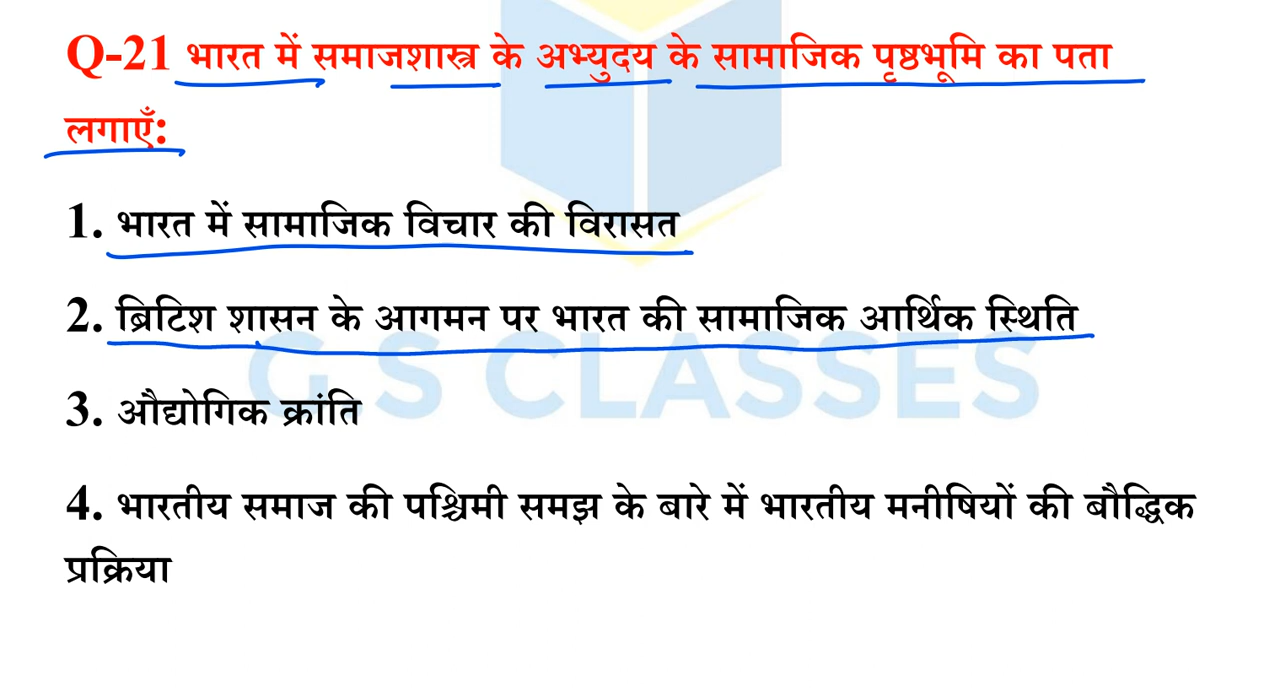 Q-21 भारत में समाजशास्त्र के अभ्युदय के सामाजिक पृष्ठभूमि का पता
लगाएँ:
1. भारत में सामाजिक विचार की विरासत
2. ब्रिटिश शासन के आगमन पर भारत की सामाजिक आर्थिक स्थिति
G S CLASSES
3. औद्योगिक क्रांति
4. भारतीय समाज की पश्चिमी समझ के बारे में भारतीय मनीषियों की बौद्धिक
प्रक्रिया